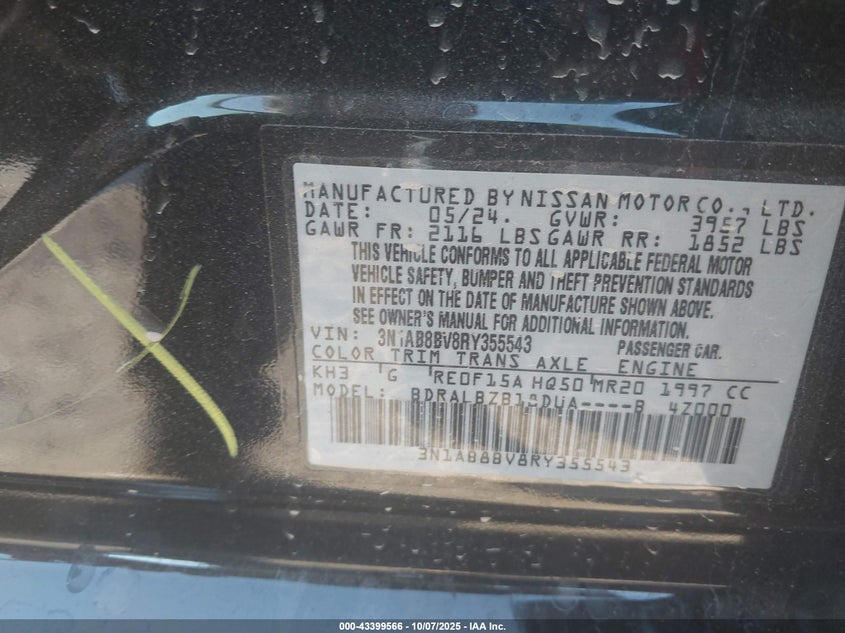 MANUFACTURED BY NISSAN MOTOR CO., LTD.
DATE: 05/24. GVWR: 3957 LBS
GAWR FR: 2116 LBS GAWR RR: 1852 LBS
THIS VEHICLE CONFORMS TO ALL APPLICABLE FEDERAL MOTOR
VEHICLE SAFETY, BUMPER AND THEFT PREVENTION STANDARDS
IN EFFECT ON THE DATE OF MANUFACTURE SHOWN ABOVE.
SEE OWNER'S MANUAL FOR ADDITIONAL INFORMATION.
VIN: 3N1AB8BV8RY355543 PASSENGER CAR.
COLOR TRIM TRANS AXLE ENGINE
KH3 G RE0F15A HQ50 MR20 1997 CC
MODEL: BDRALBZB18DUA----B 4Z000
3N1AB8BV8RY355543
000-43399566 - 10/07/2025 - IAA Inc.